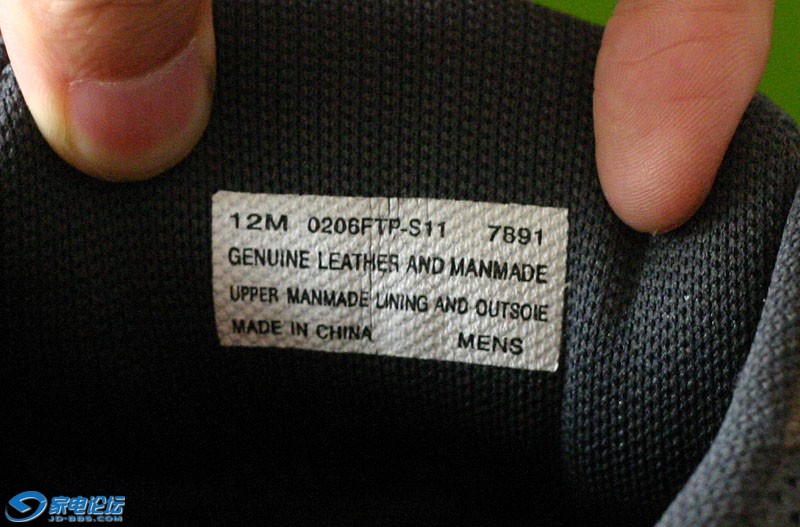 12M 0206FTP-S11 7891
GENUINE LEATHER AND MANMADE
UPPER MANMADE LINING AND OUTSOIE
MADE IN CHINA MENS
家电论坛
JD-BBS.COM